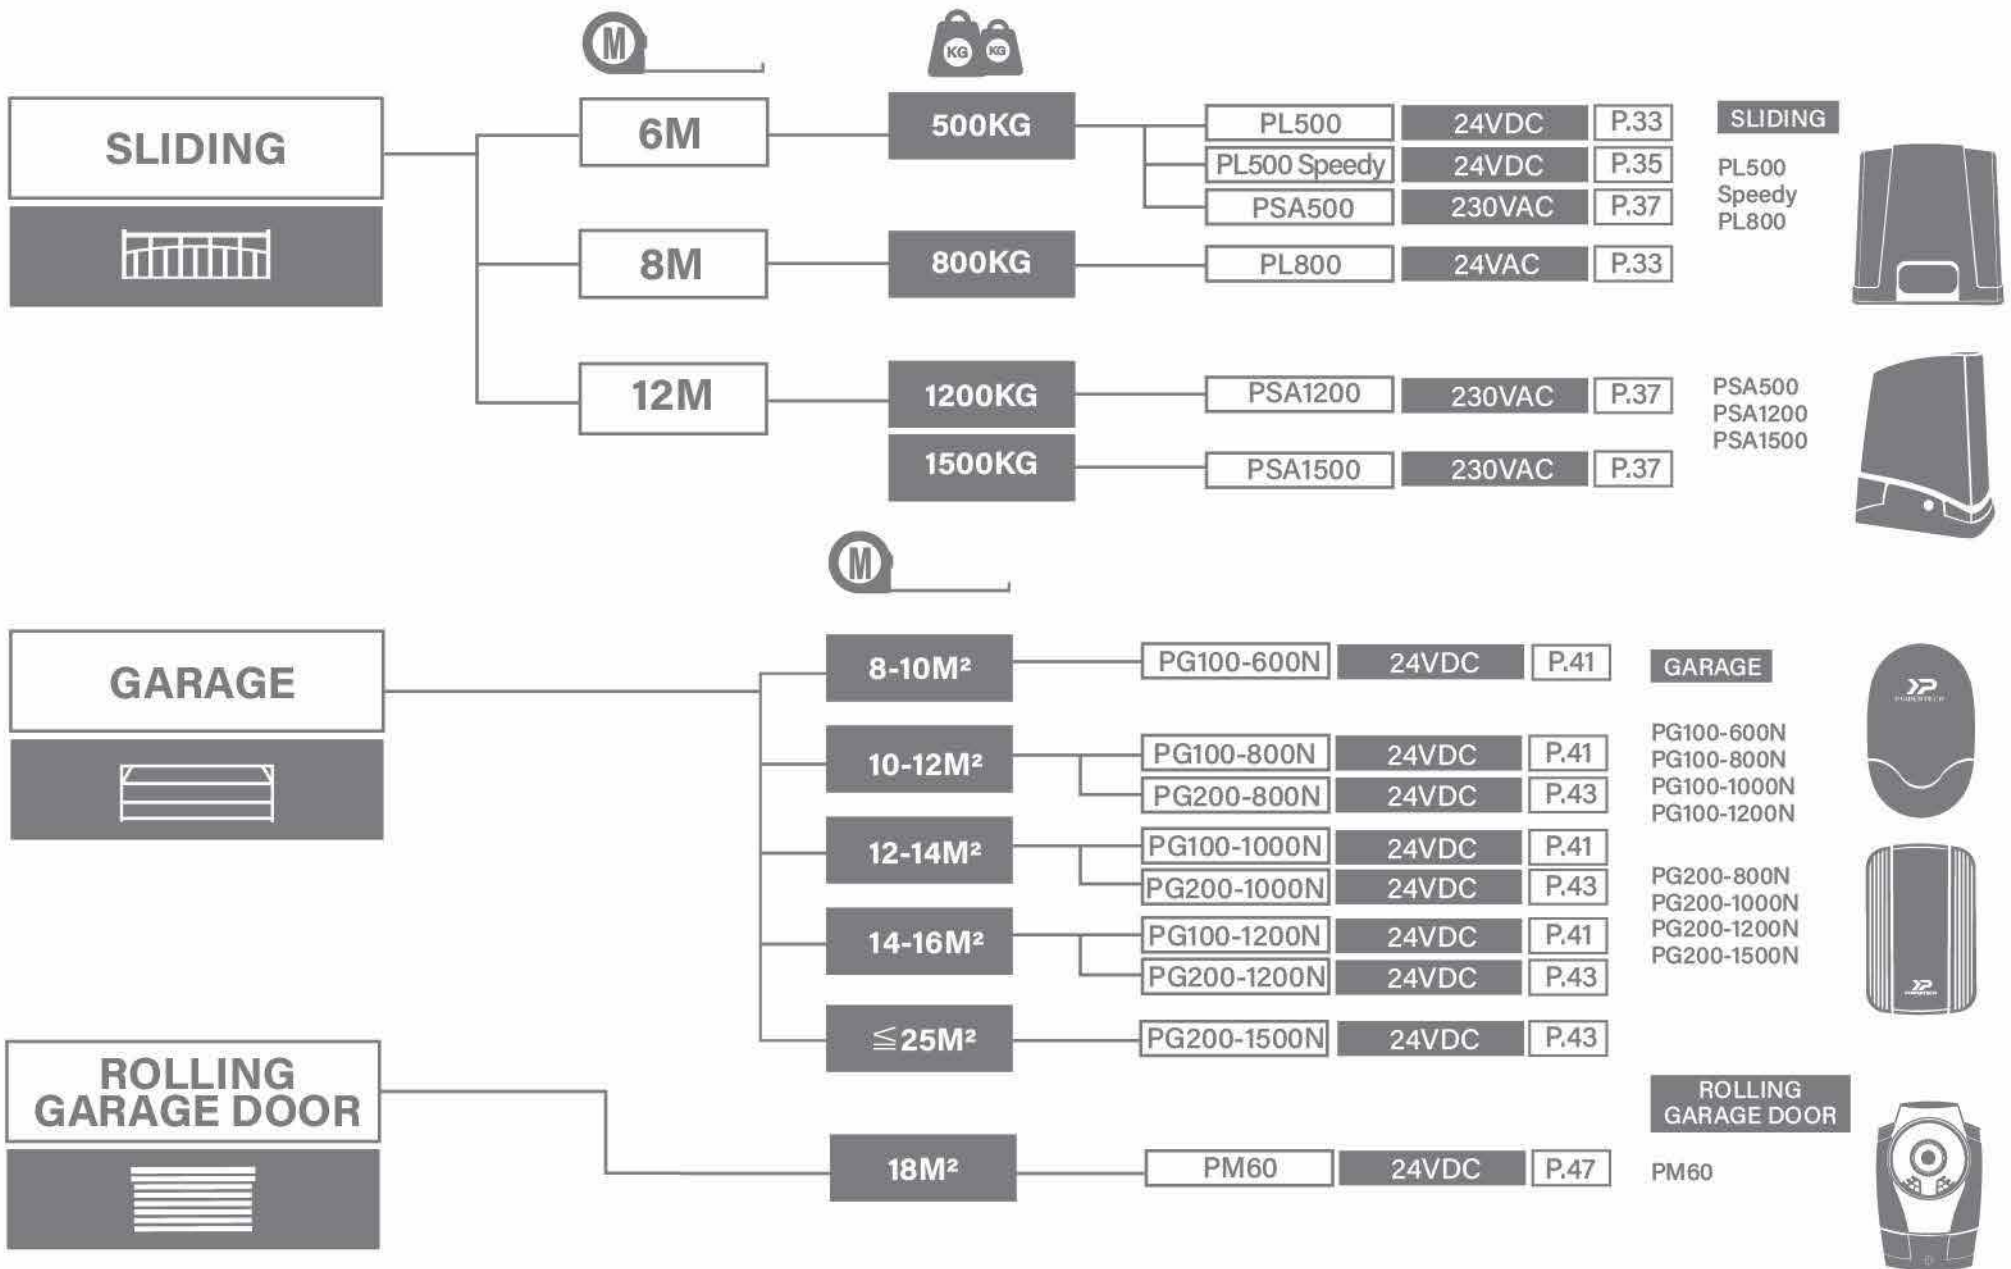 M
KG KG
SLIDING
6M
500KG
PL500 24VDC P.33
PL500 Speedy 24VDC P.35
PSA500 230VAC P.37
8M
800KG
PL800 24VAC P.33
12M
1200KG
PSA1200 230VAC P.37
1500KG
PSA1500 230VAC P.37
SLIDING
PL500
Speedy
PL800
PSA500
PSA1200
PSA1500
M
GARAGE
8-10M²
PG100-600N 24VDC P.41
10-12M²
PG100-800N 24VDC P.41
PG200-800N 24VDC P.43
12-14M²
PG100-1000N 24VDC P.41
PG200-1000N 24VDC P.43
14-16M²
PG100-1200N 24VDC P.41
PG200-1200N 24VDC P.43
≦25M²
PG200-1500N 24VDC P.43
GARAGE
PG100-600N
PG100-800N
PG100-1000N
PG100-1200N
POWERTECH
PG200-800N
PG200-1000N
PG200-1200N
PG200-1500N
POWERTECH
ROLLING
GARAGE DOOR
18M²
PM60 24VDC P.47
ROLLING
GARAGE DOOR
PM60